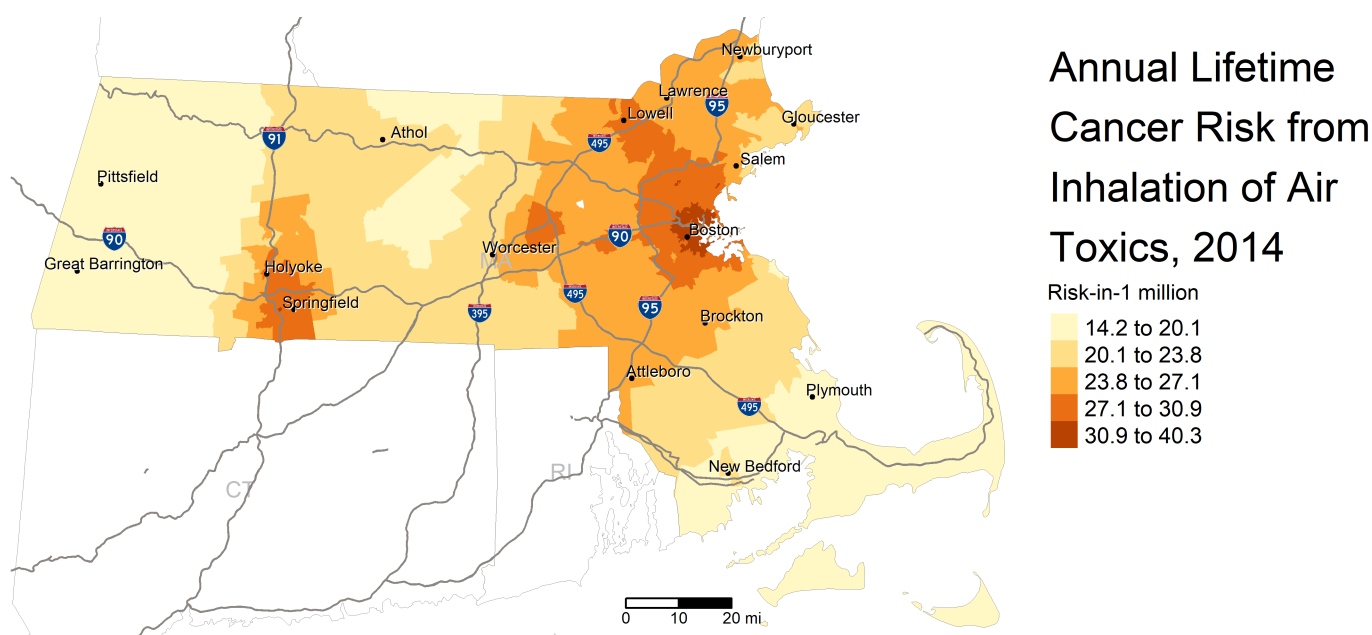 Annual Lifetime
Cancer Risk from
Inhalation of Air
Toxics, 2014
Risk-in-1 million
14.2 to 20.1
20.1 to 23.8
23.8 to 27.1
27.1 to 30.9
30.9 to 40.3
Newburyport
Lawrence
95
Lowell
Gloucester
91
Athol
495
Salem
Pittsfield
90
Boston
90
Worcester
MA
Great Barrington
Holyoke
495
Springfield
395
95
Brockton
Attleboro
Plymouth
495
New Bedford
RI
CT
0 10 20 mi